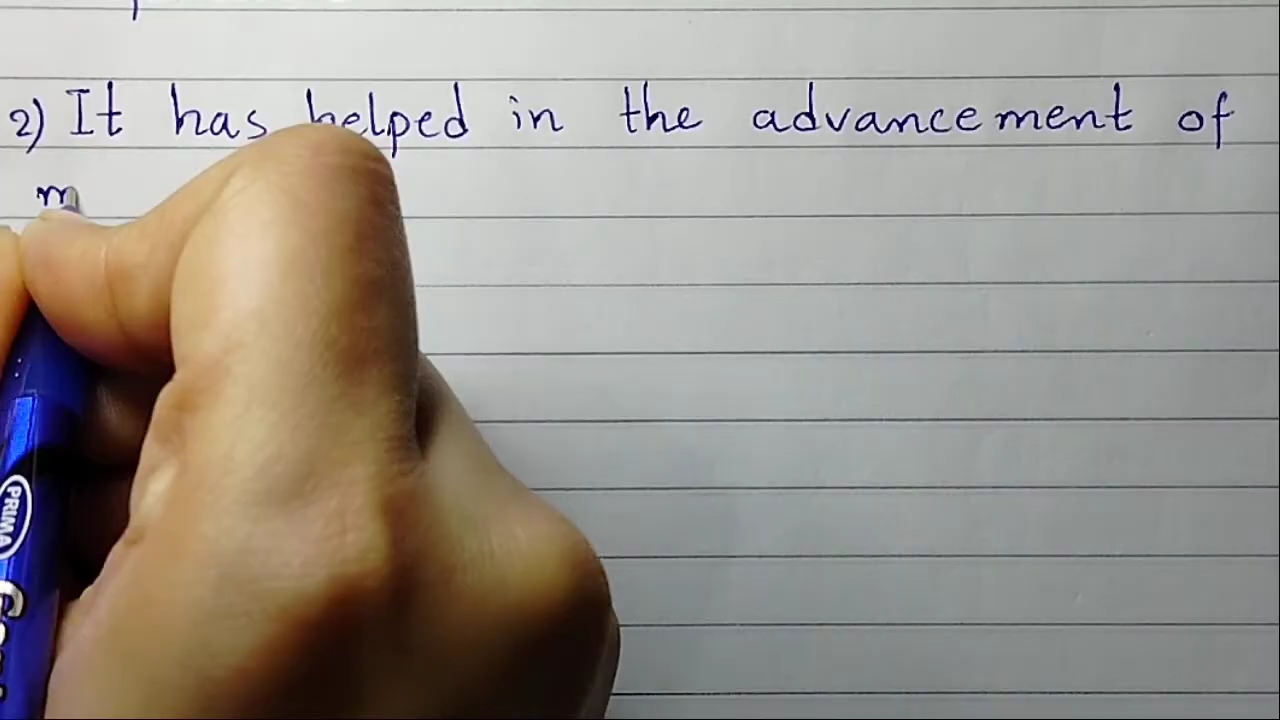 2) It has helped in the advancement of
m
PRIMA